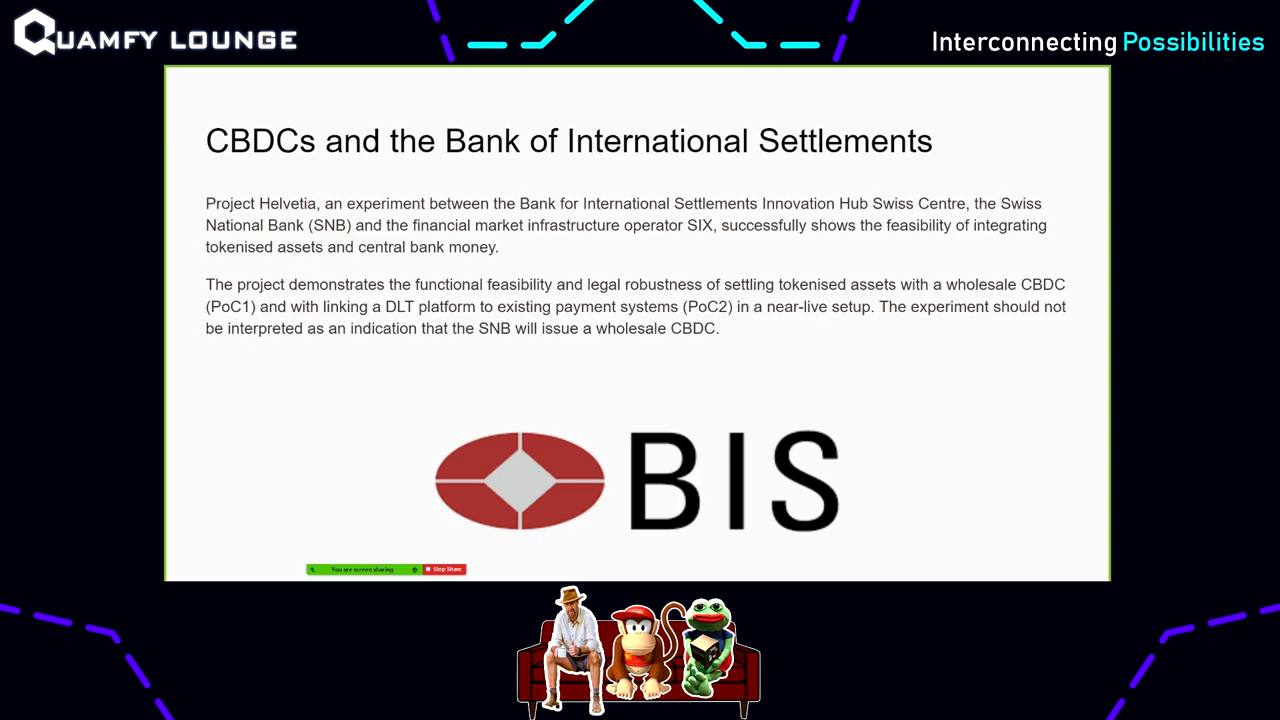 QUAMFY LOUNGE
Interconnecting Possibilities
CBDCs and the Bank of International Settlements
Project Helvetia, an experiment between the Bank for International Settlements Innovation Hub Swiss Centre, the Swiss
National Bank (SNB) and the financial market infrastructure operator SIX, successfully shows the feasibility of integrating
tokenised assets and central bank money.
The project demonstrates the functional feasibility and legal robustness of settling tokenised assets with a wholesale CBDC
(PoC1) and with linking a DLT platform to existing payment systems (PoC2) in a near-live setup. The experiment should not
be interpreted as an indication that the SNB will issue a wholesale CBDC.
BIS
You are screen sharing
Stop Share